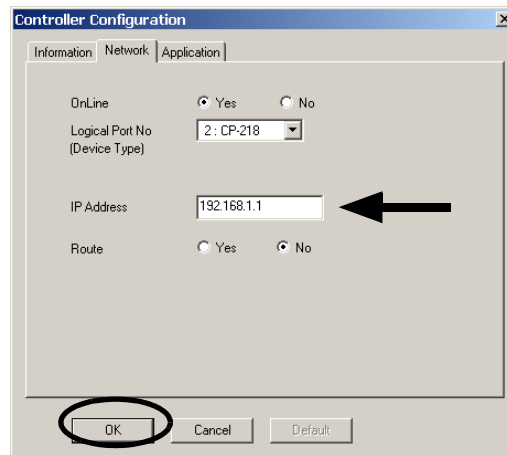 Controller Configuration
Information Network Application
OnLine Yes No
Logical Port No 2 : CP-218
(Device Type)
IP Address 192.168.1.1
Route Yes No
OK Cancel Default